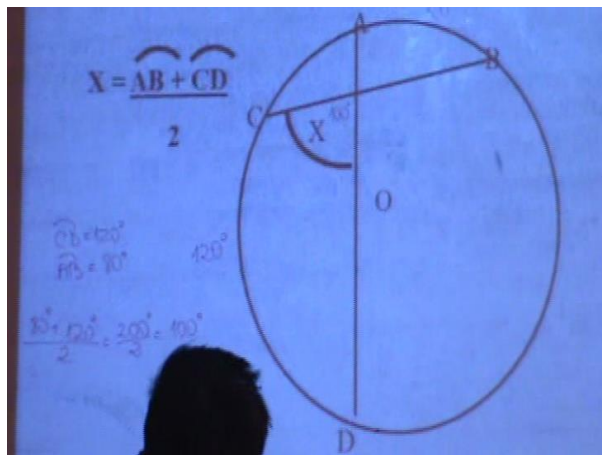 A
B
X = AB + CD
2
C
X 100°
O
CD = 120°
AB = 80°
120°
80° + 120° = 200° = 100°
2 2
D